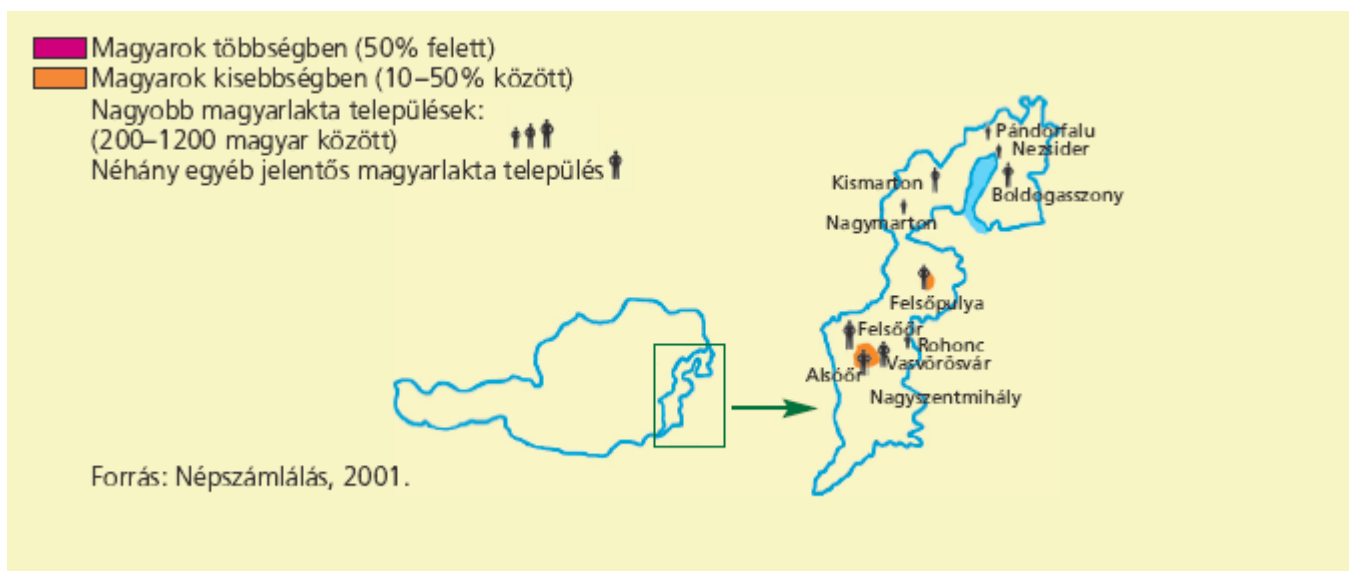 Magyarok többségben (50% felett)
Magyarok kisebbségben (10–50% között)
Nagyobb magyarlakta települések:
(200–1200 magyar között)
Néhány egyéb jelentős magyarlakta település
Pándorfalu
Nezsider
Kismarton
Boldogasszony
Nagymarton
Felsőpulya
Felsőőr
Rohonc
Vasvörösvár
Alsóőr
Nagyszentmihály
Forrás: Népszámlálás, 2001.